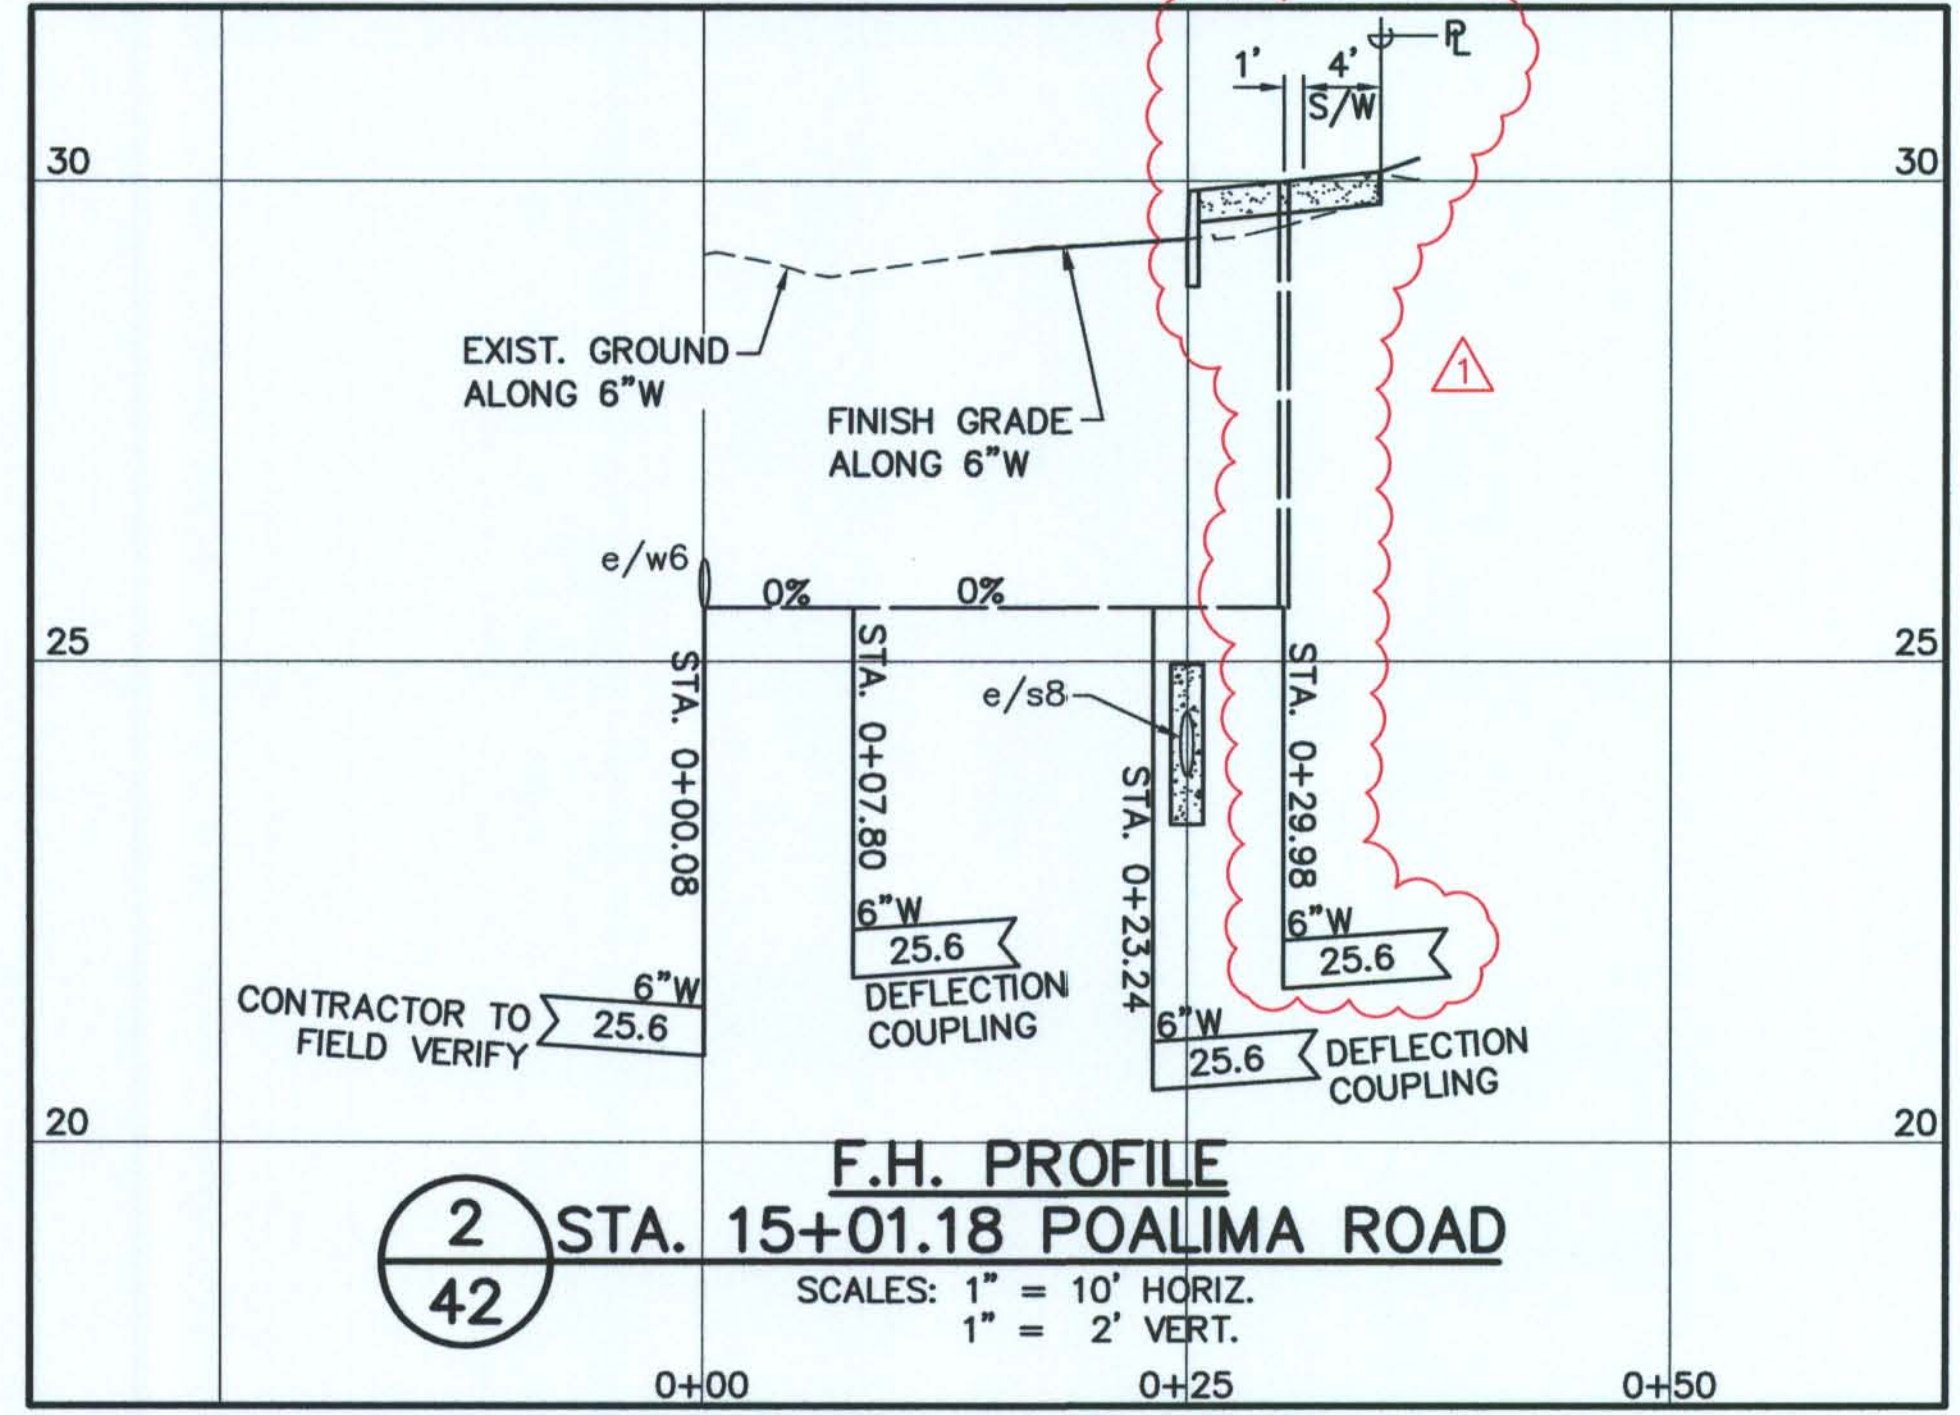 ℄
1' 4'
S/W
30 30
EXIST. GROUND
ALONG 6"W
1
FINISH GRADE
ALONG 6"W
e/w6
0% 0%
25 25
e/s8
STA. 0+00.08
STA. 0+07.80
STA. 0+23.24
STA. 0+29.98
6"W
25.6
DEFLECTION
COUPLING
6"W
25.6
6"W
25.6
CONTRACTOR TO
FIELD VERIFY
6"W
25.6
DEFLECTION
COUPLING
20 20
F.H. PROFILE
2
42
STA. 15+01.18 POALIMA ROAD
SCALES: 1" = 10' HORIZ.
1" = 2' VERT.
0+00 0+25 0+50